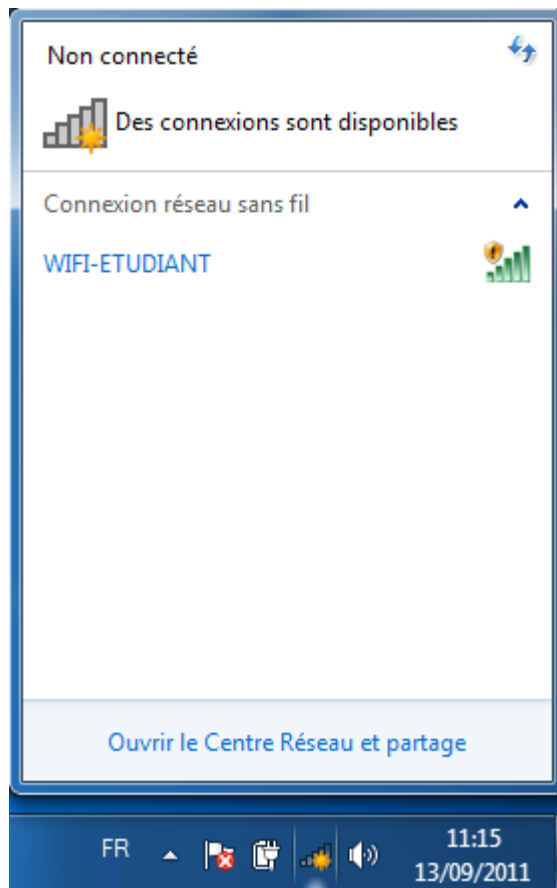 Non connecté
Des connexions sont disponibles
Connexion réseau sans fil
WIFI-ETUDIANT
Ouvrir le Centre Réseau et partage
FR
11:15
13/09/2011